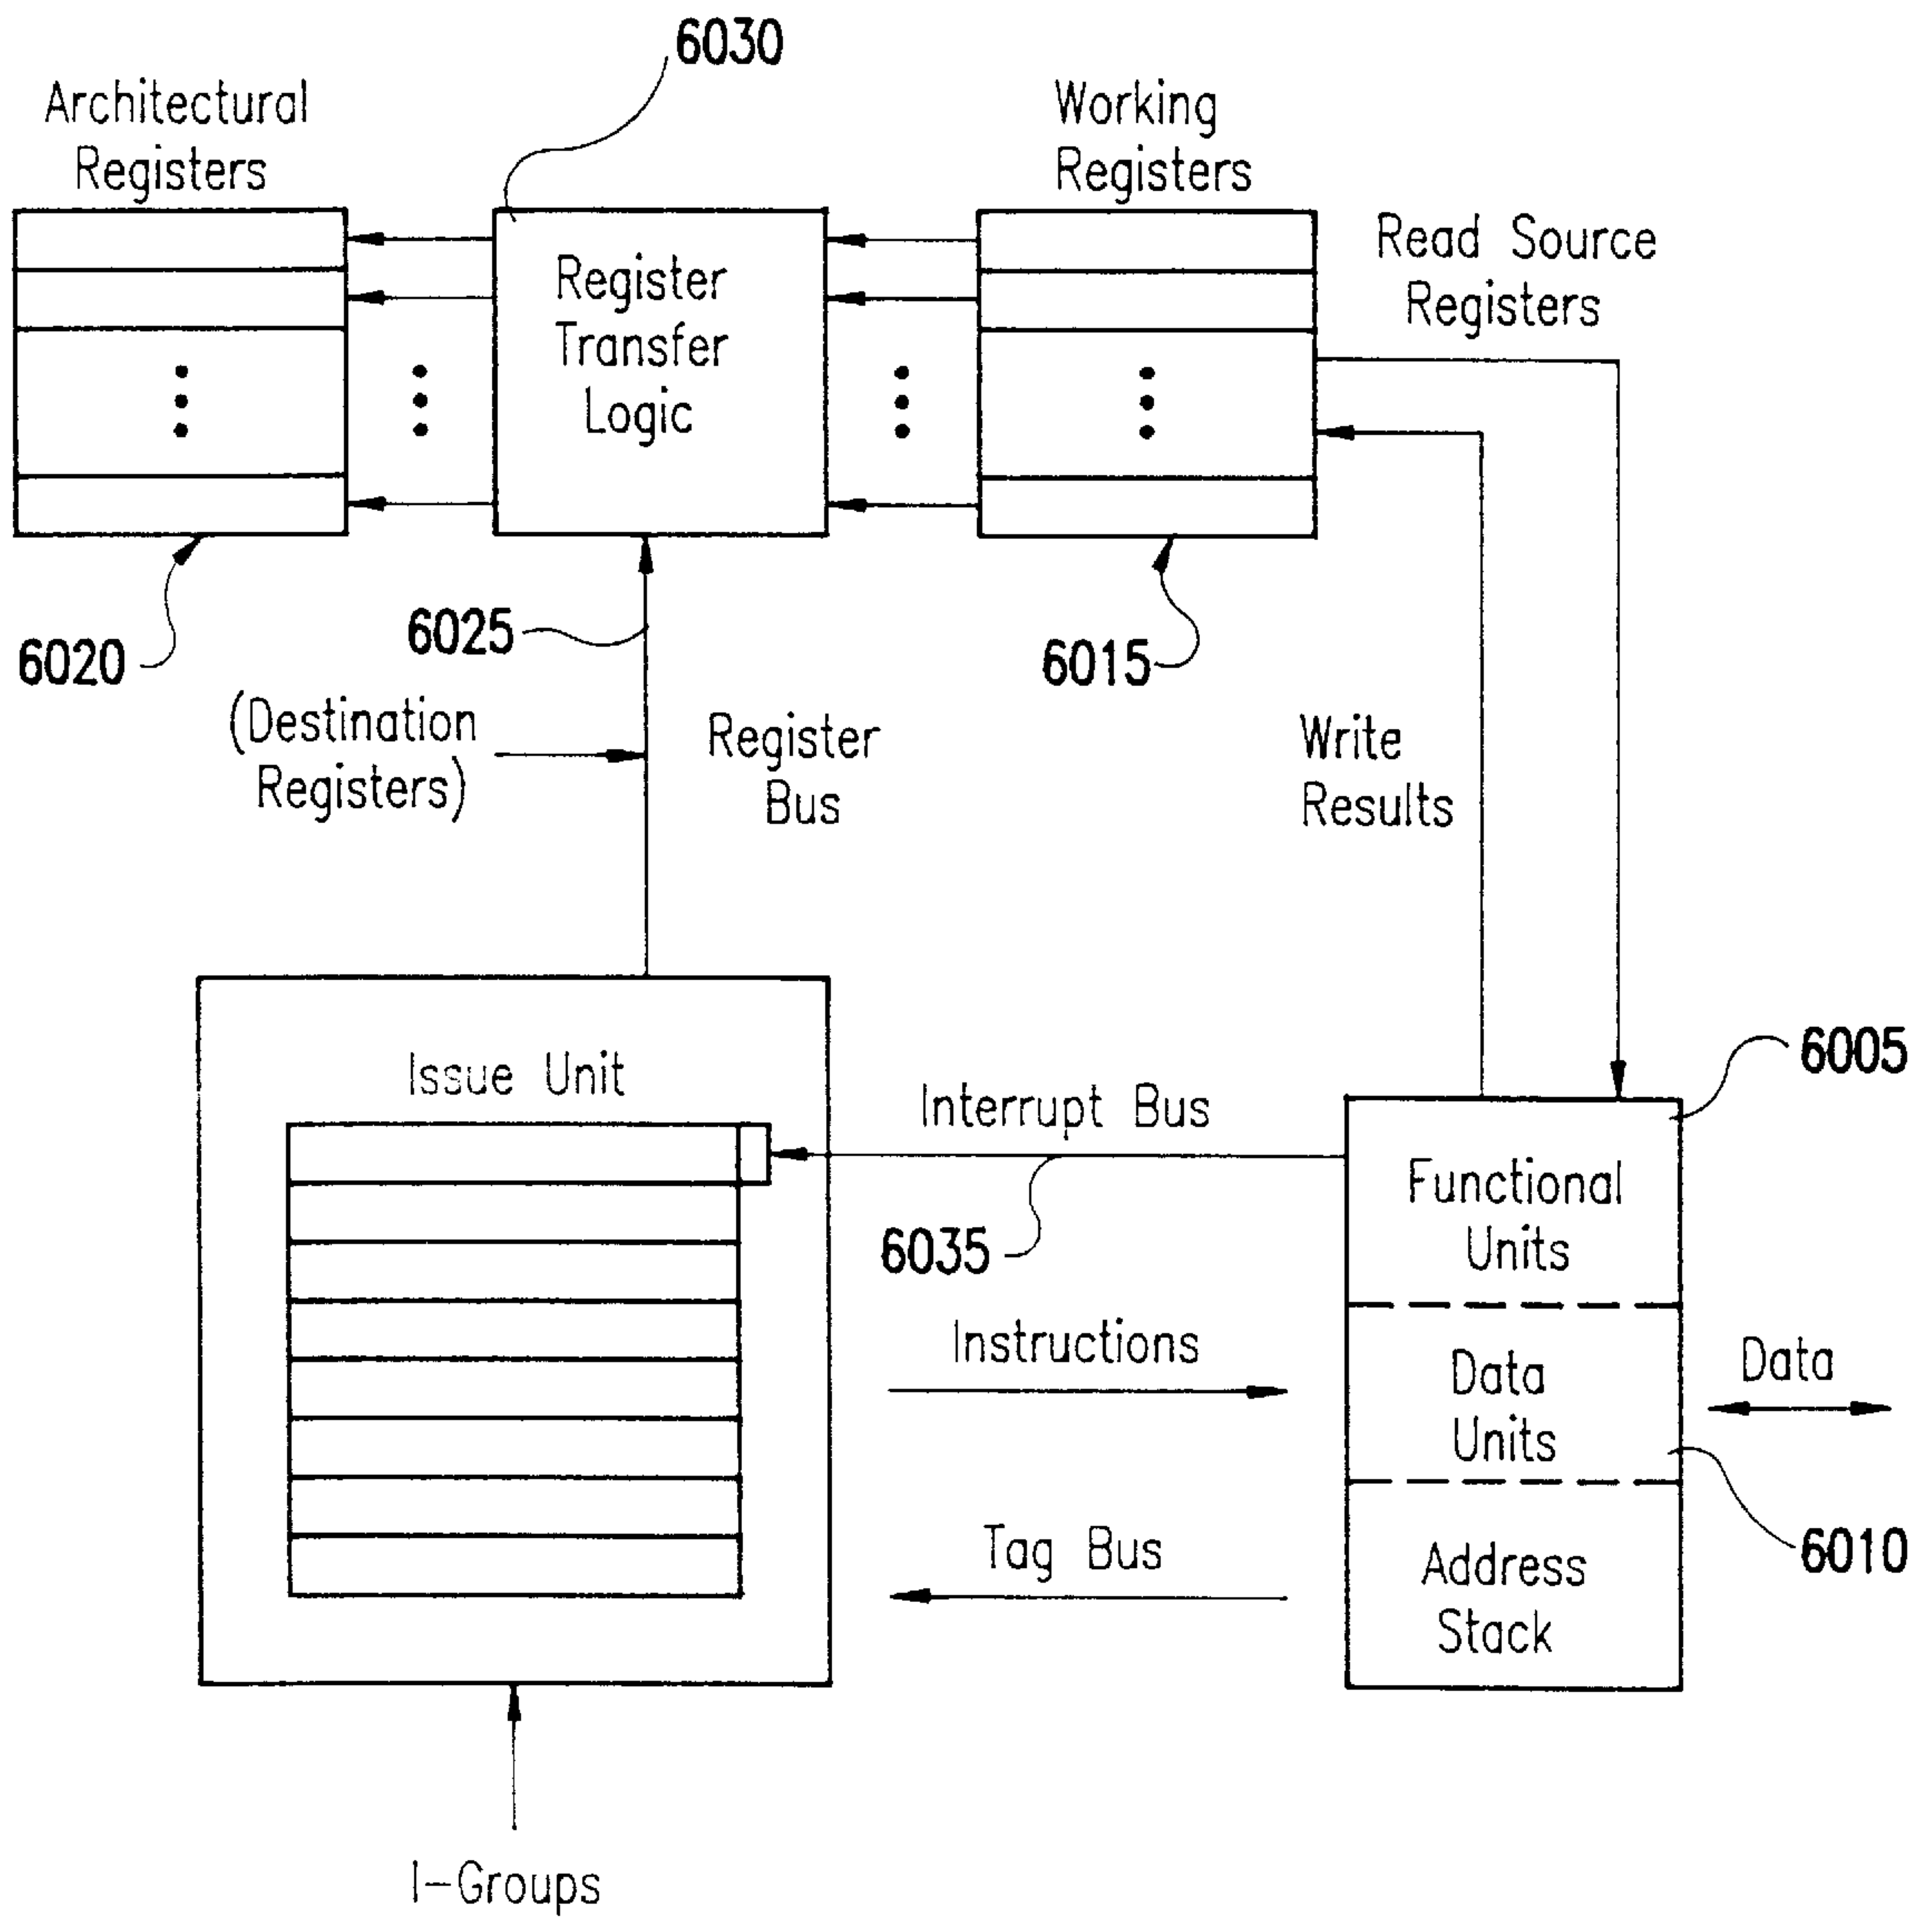 6030
Architectural
Registers
Working
Registers
Read Source
Registers
Register
Transfer
Logic
6020
6025
6015
(Destination
Registers)
Register
Bus
Write
Results
Issue Unit
Interrupt Bus
6005
Functional
Units
6035
Instructions
Data
Units
Data
Tag Bus
6010
Address
Stack
I-Groups